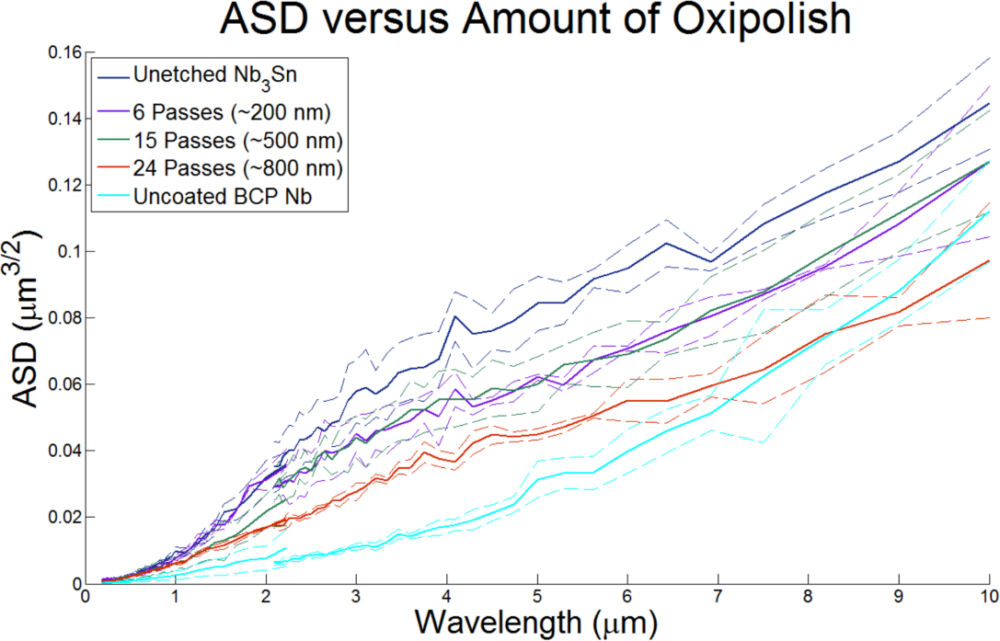 ASD versus Amount of Oxipolish
0.16
0.14
0.12
0.1
0.08
0.06
0.04
0.02
0
ASD (μm³/²)
Unetched Nb₃Sn
6 Passes (~200 nm)
15 Passes (~500 nm)
24 Passes (~800 nm)
Uncoated BCP Nb
0 1 2 3 4 5 6 7 8 9 10
Wavelength (μm)